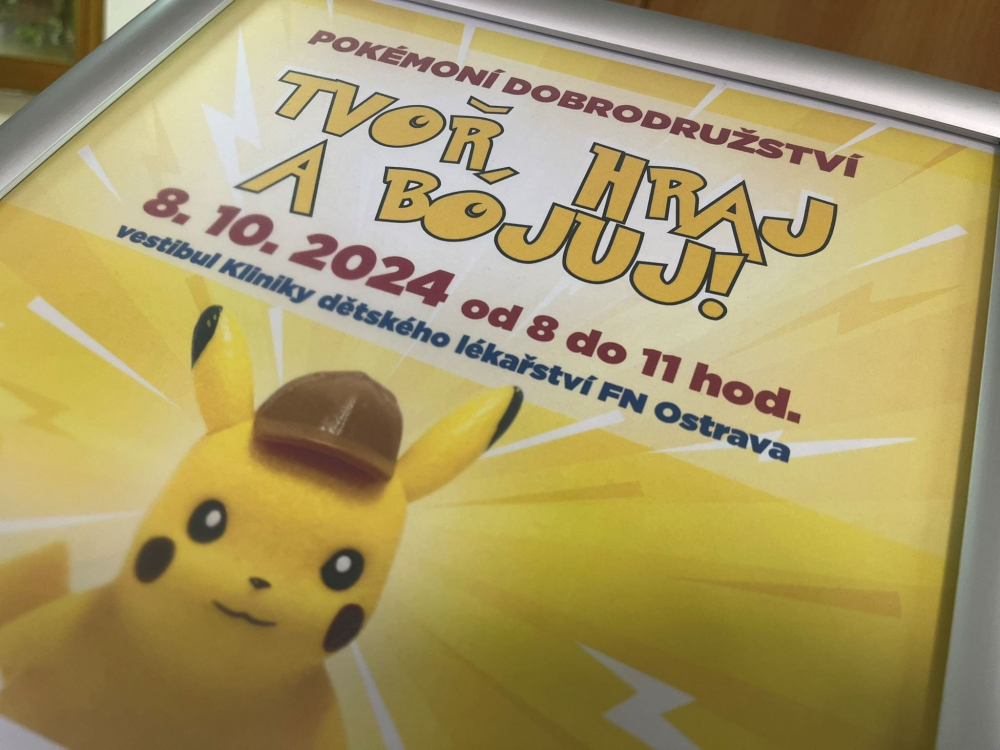 POKÉMONÍ DOBRODRUŽSTVÍ
TVOŘ, HRAJ
A BOJUJ!
8. 10. 2024 od 8 do 11 hod.
vestibul Kliniky dětského lékařství FN Ostrava